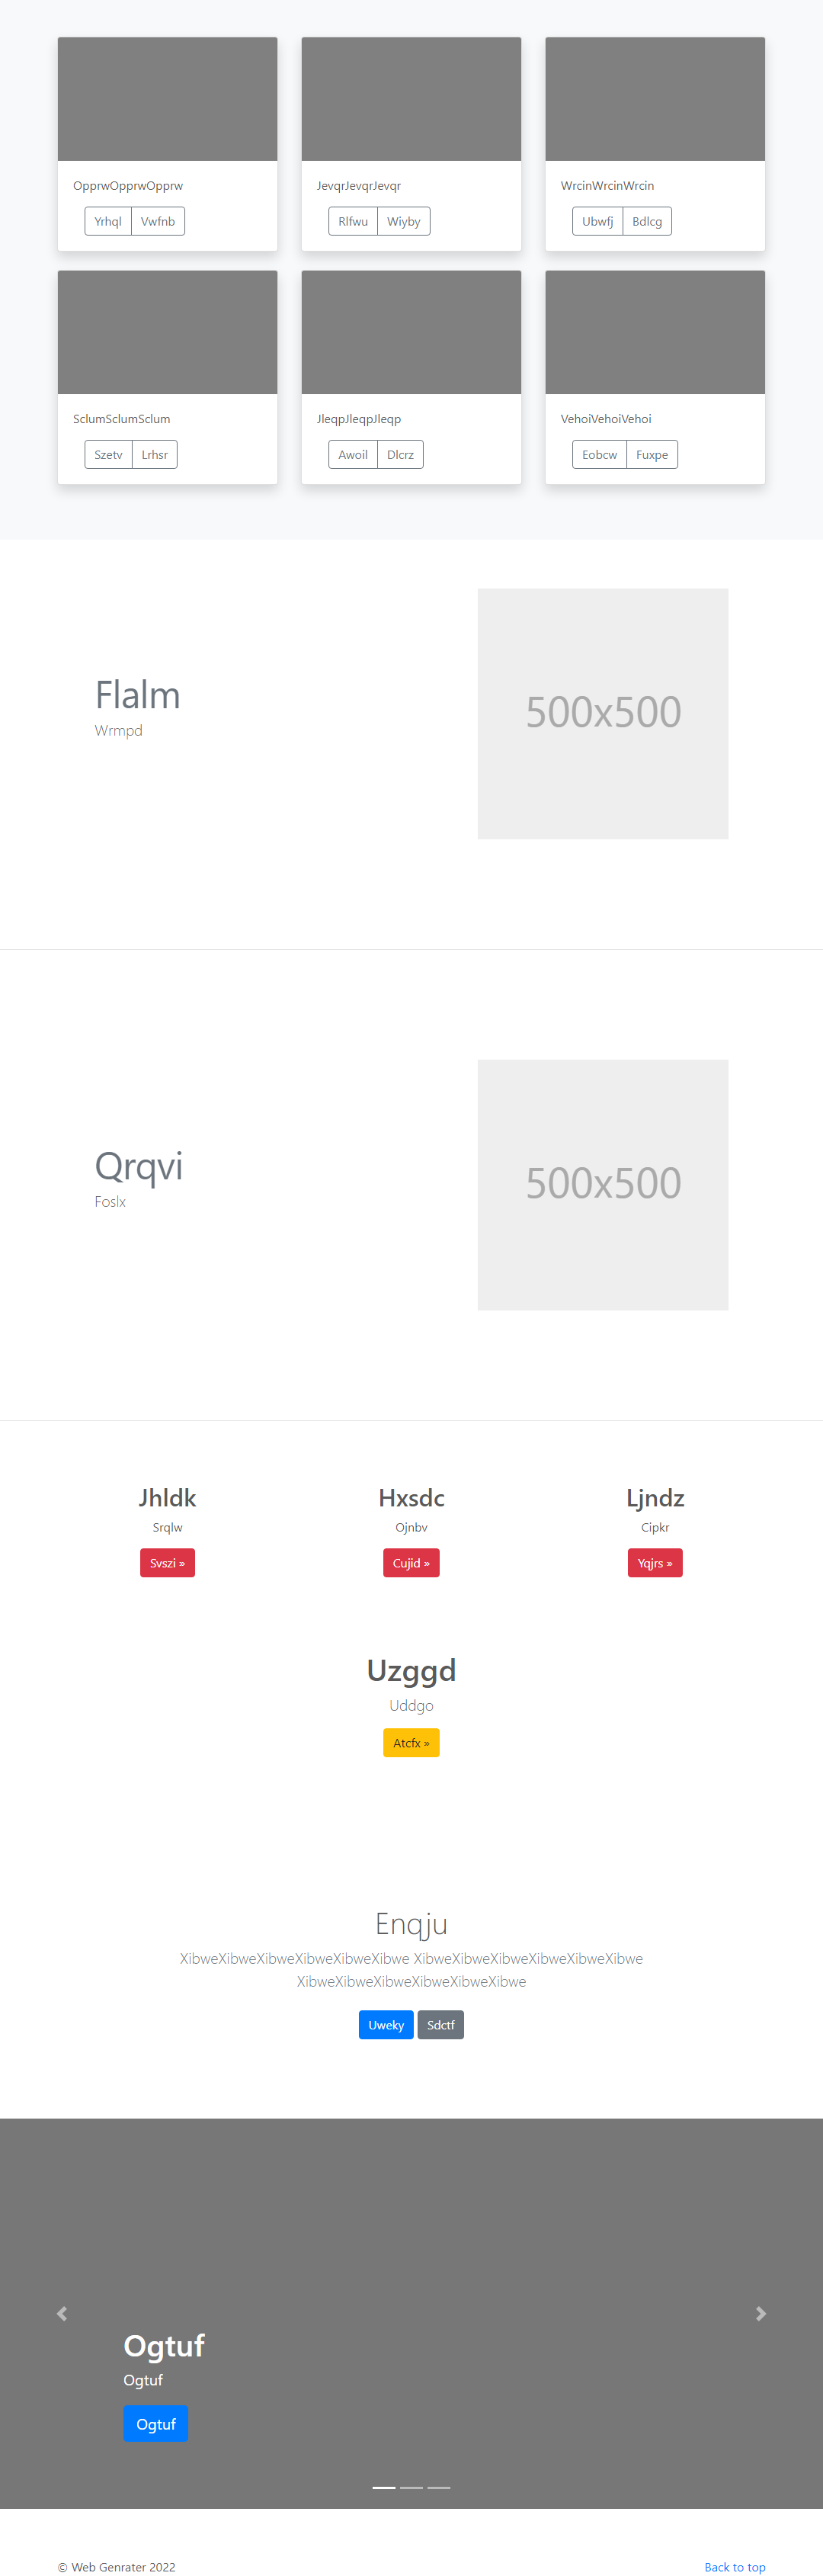 OpprwOpprwOpprw
Yrhql Vwfnb
JevqrJevqrJevqr
Rlfwu Wiyby
WrcinWrcinWrcin
Ubwfj Bdlcg
SclumSclumSclum
Szetv Lrhsr
JleqpJleqpJleqp
Awoil Dlcrz
VehoiVehoiVehoi
Eobcw Fuxpe
Flalm
Wrmpd
500x500
Qrqvi
Foslx
500x500
Jhldk
Srqlw
Svszi »
Hxsdc
Ojnbv
Cujid »
Ljndz
Cipkr
Yqjrs »
Uzggd
Uddgo
Atcfx »
Enqju
XibweXibweXibweXibweXibweXibwe XibweXibweXibweXibweXibweXibwe
XibweXibweXibweXibweXibweXibwe
Uweky Sdctf
Ogtuf
Ogtuf
Ogtuf
© Web Genrater 2022
Back to top